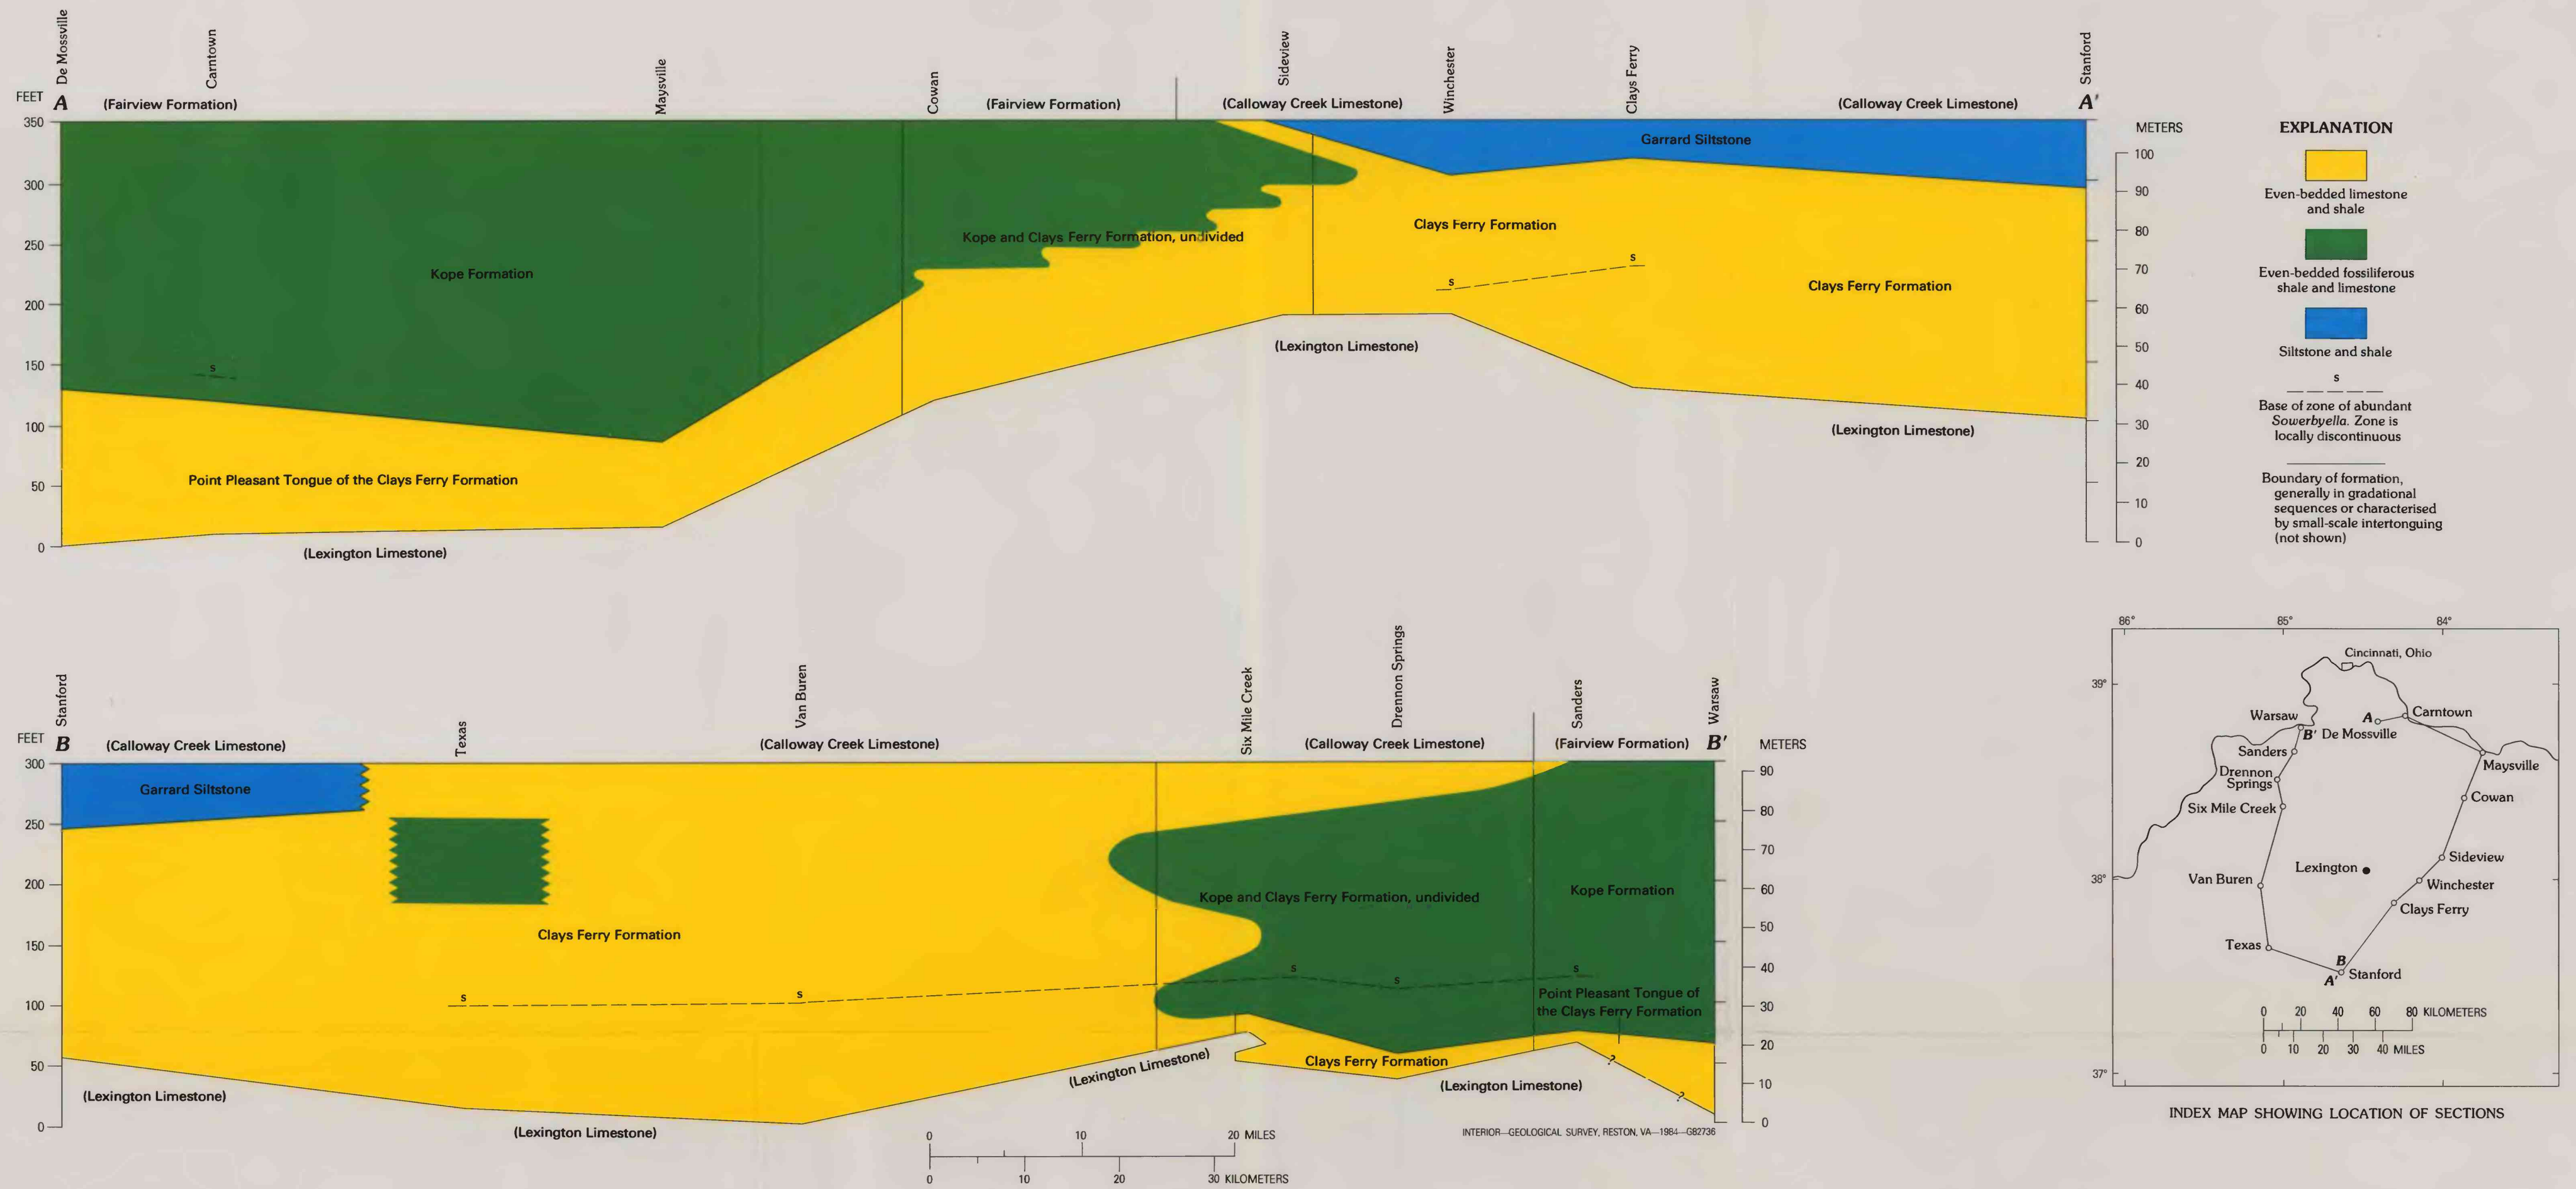 De Mossville
Carntown
Maysville
Cowan
Sideview
Winchester
Clays Ferry
Stanford
FEET A (Fairview Formation) (Fairview Formation) (Calloway Creek Limestone) (Calloway Creek Limestone) A'
350
300
250
200
150
100
50
0
METERS
100
90
80
70
60
50
40
30
20
10
0
Garrard Siltstone
Clays Ferry Formation
Kope and Clays Ferry Formation, undivided
Kope Formation
s
s
s
Clays Ferry Formation
(Lexington Limestone)
(Lexington Limestone)
Point Pleasant Tongue of the Clays Ferry Formation
(Lexington Limestone)
EXPLANATION
Even-bedded limestone
and shale
Even-bedded fossiliferous
shale and limestone
Siltstone and shale
s
Base of zone of abundant
Sowerbyella. Zone is
locally discontinuous
Boundary of formation,
generally in gradational
sequences or characterised
by small-scale intertonguing
(not shown)
Stanford
Texas
Van Buren
Six Mile Creek
Drennon Springs
Sanders
Warsaw
FEET B (Calloway Creek Limestone) (Calloway Creek Limestone) (Calloway Creek Limestone) (Fairview Formation) B' METERS
300
250
200
150
100
50
0
90
80
70
60
50
40
30
20
10
0
Garrard Siltstone
Kope Formation
Kope and Clays Ferry Formation, undivided
Clays Ferry Formation
s
s
s
s
s
Point Pleasant Tongue of
the Clays Ferry Formation
(Lexington Limestone)
Clays Ferry Formation
?
?
(Lexington Limestone)
(Lexington Limestone)
(Lexington Limestone)
INTERIOR—GEOLOGICAL SURVEY, RESTON, VA—1984—G82736
0 10 20 MILES
0 10 20 30 KILOMETERS
86° 85° 84°
39°
38°
37°
Cincinnati, Ohio
Warsaw
A
Carntown
B' De Mossville
Sanders
Maysville
Drennon
Springs
Cowan
Six Mile Creek
Sideview
Lexington
Van Buren
Winchester
Clays Ferry
Texas
B
A' Stanford
0 20 40 60 80 KILOMETERS
0 10 20 30 40 MILES
INDEX MAP SHOWING LOCATION OF SECTIONS